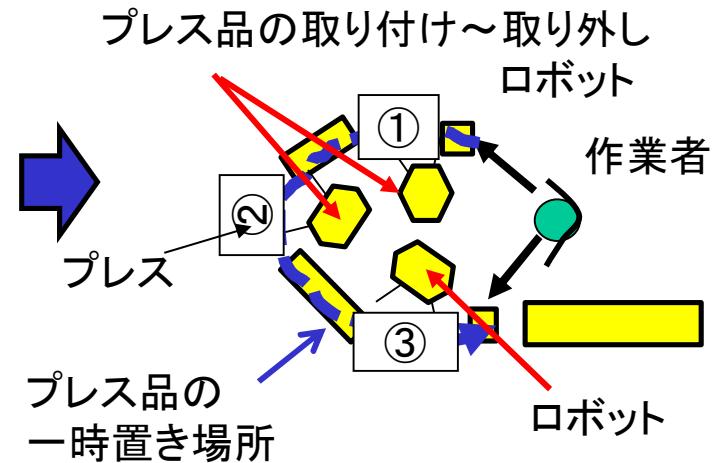 プレス品の取り付け～取り外し
ロボット
①
作業者
②
プレス
③
プレス品の
一時置き場所
ロボット